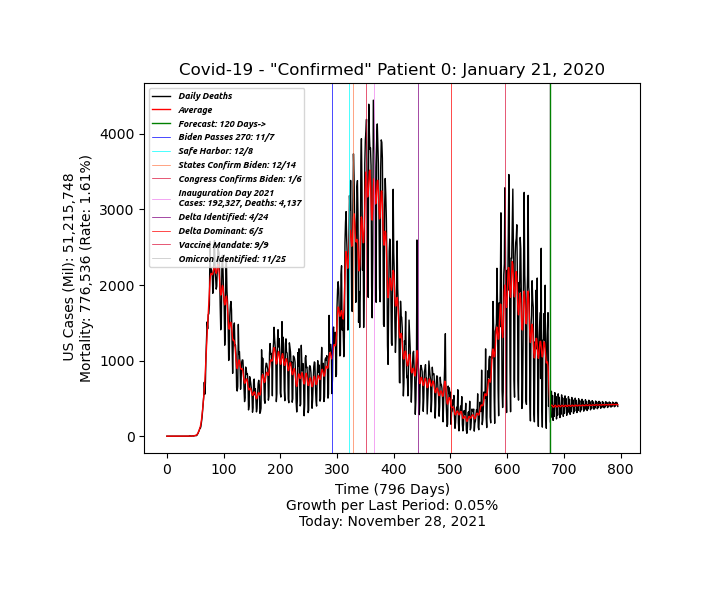 Covid-19 - "Confirmed" Patient 0: January 21, 2020
US Cases (Mil): 51,215,748
Mortality: 776,536 (Rate: 1.61%)
4000
3000
2000
1000
0
Daily Deaths
Average
Forecast: 120 Days->
Biden Passes 270: 11/7
Safe Harbor: 12/8
States Confirm Biden: 12/14
Congress Confirms Biden: 1/6
Inauguration Day 2021
Cases: 192,327, Deaths: 4,137
Delta Identified: 4/24
Delta Dominant: 6/5
Vaccine Mandate: 9/9
Omicron Identified: 11/25
0 100 200 300 400 500 600 700 800
Time (796 Days)
Growth per Last Period: 0.05%
Today: November 28, 2021